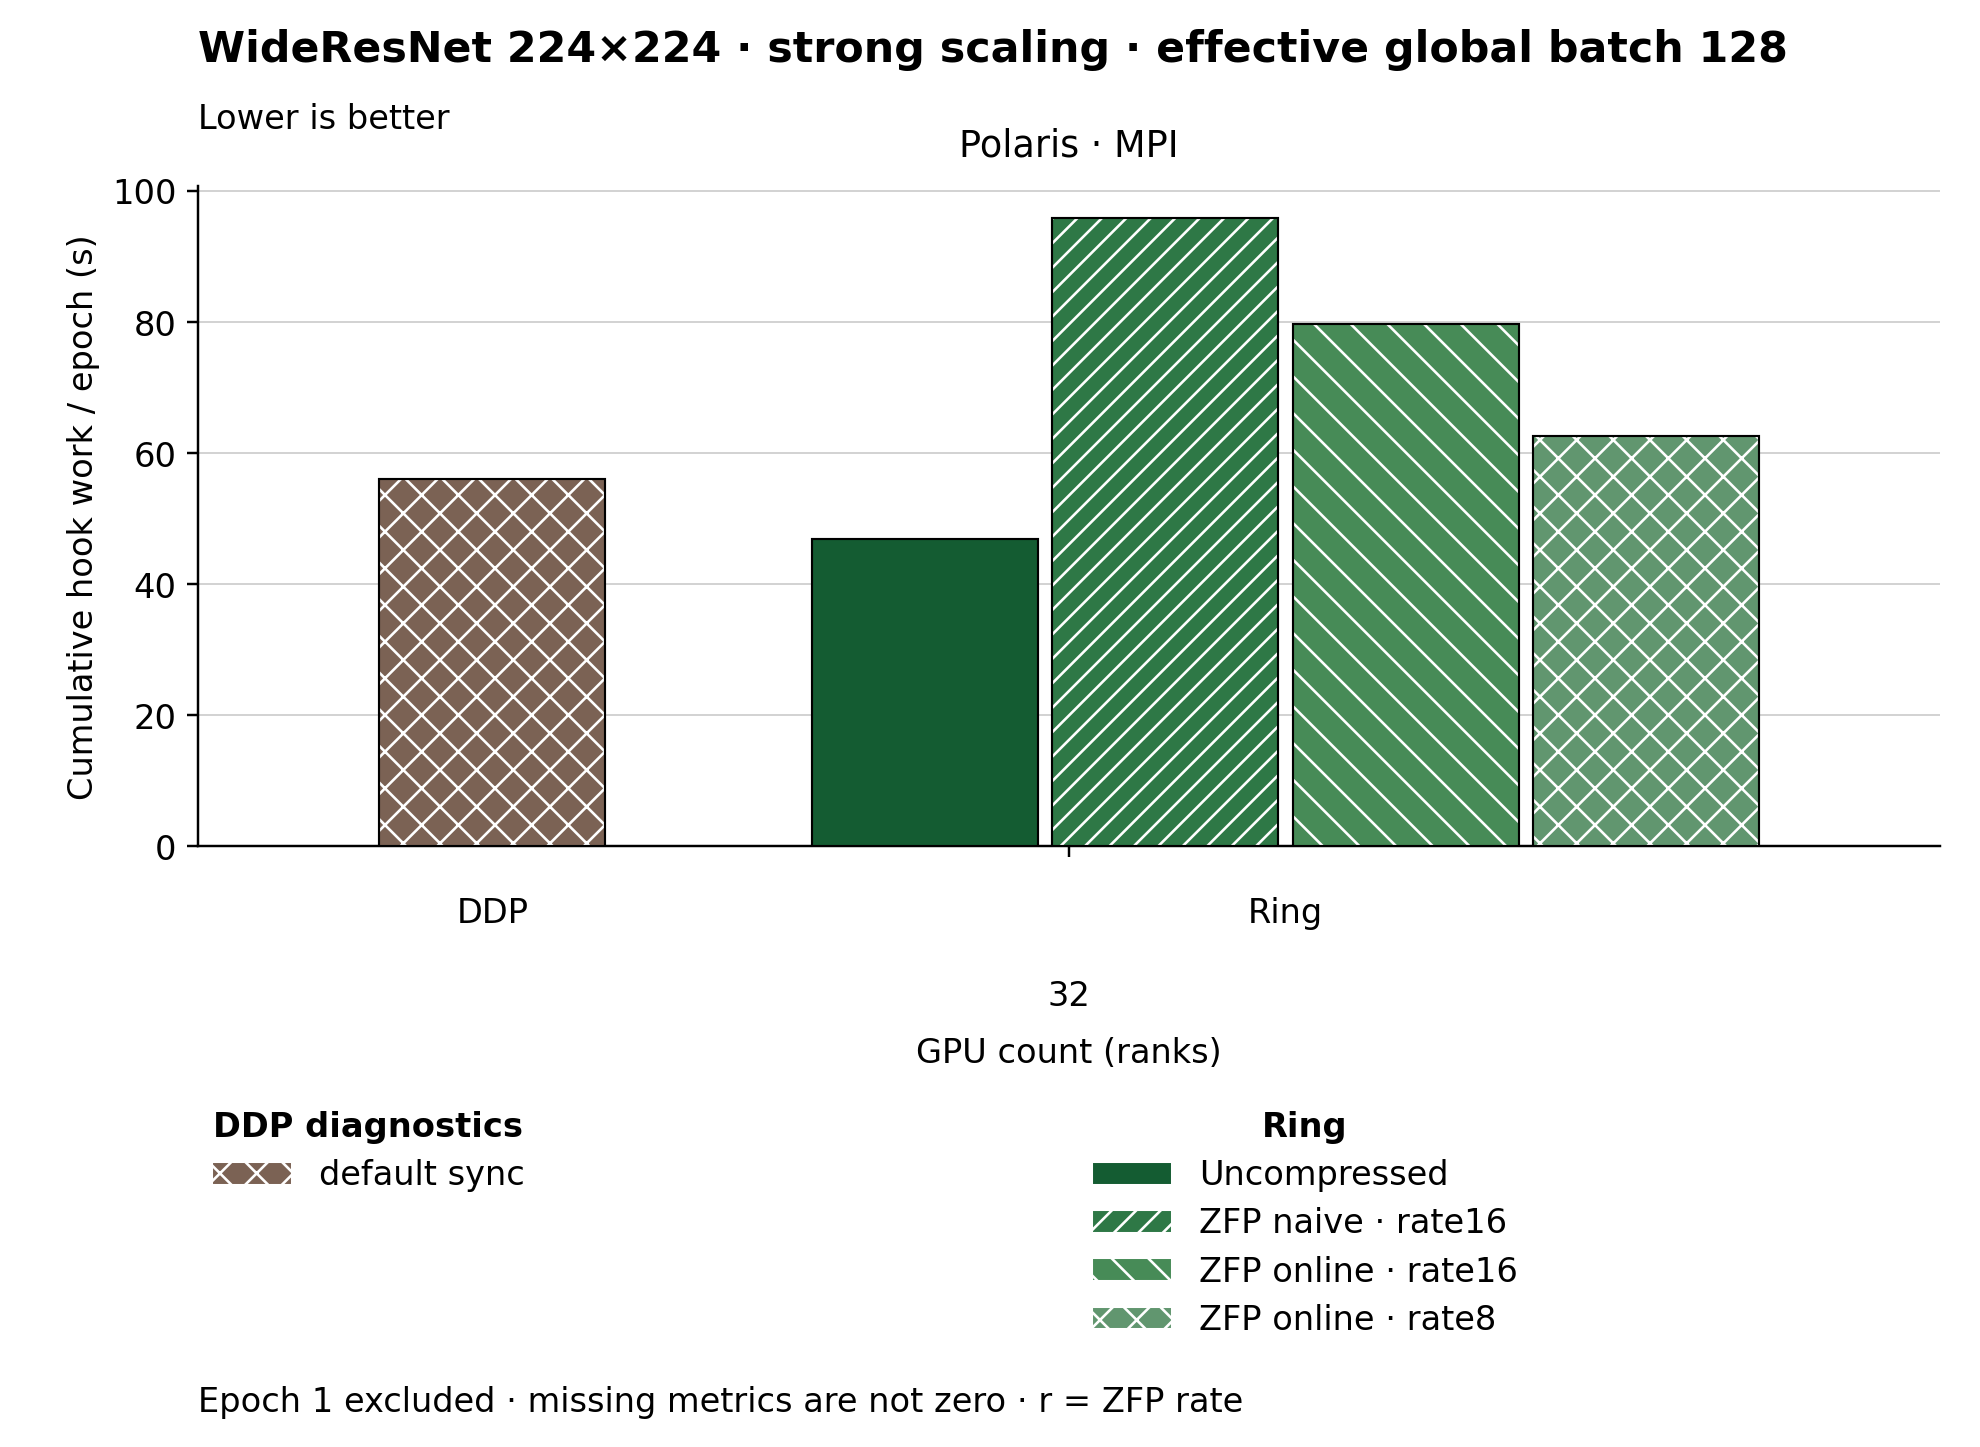 WideResNet 224×224 · strong scaling · effective global batch 128
Lower is better
Polaris · MPI
Cumulative hook work / epoch (s)
100
80
60
40
20
0
DDP
Ring
32
GPU count (ranks)
DDP diagnostics
default sync
Ring
Uncompressed
ZFP naive · rate16
ZFP online · rate16
ZFP online · rate8
Epoch 1 excluded · missing metrics are not zero · r = ZFP rate